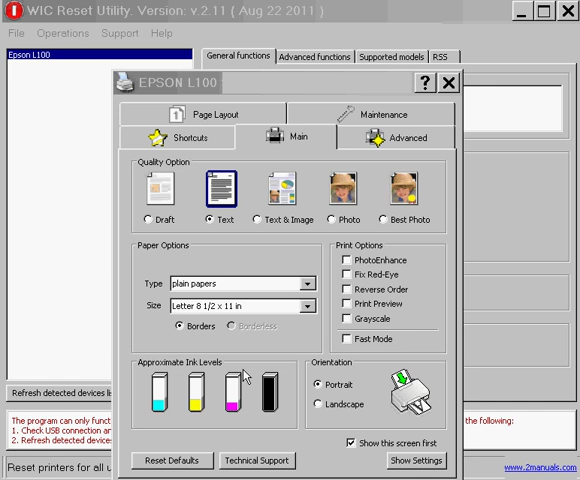 WIC Reset Utility. Version: v.2.11 ( Aug 22 2011 )
File Operations Support Help
Epson L100
General functions Advanced functions Supported models RSS
EPSON L100
Page Layout Maintenance
Shortcuts Main Advanced
Quality Option
Draft Text Text & Image Photo Best Photo
Paper Options
Type plain papers
Size Letter 8 1/2 x 11 in
Borders Borderless
Print Options
PhotoEnhance
Fix Red-Eye
Reverse Order
Print Preview
Grayscale
Fast Mode
Approximate Ink Levels
Orientation
Portrait
Landscape
Show this screen first
Reset Defaults Technical Support Show Settings
Refresh detected devices
The program can only the following:
1. Check USB connection
2. Refresh detected
Reset printers for all
www.2manuals.com